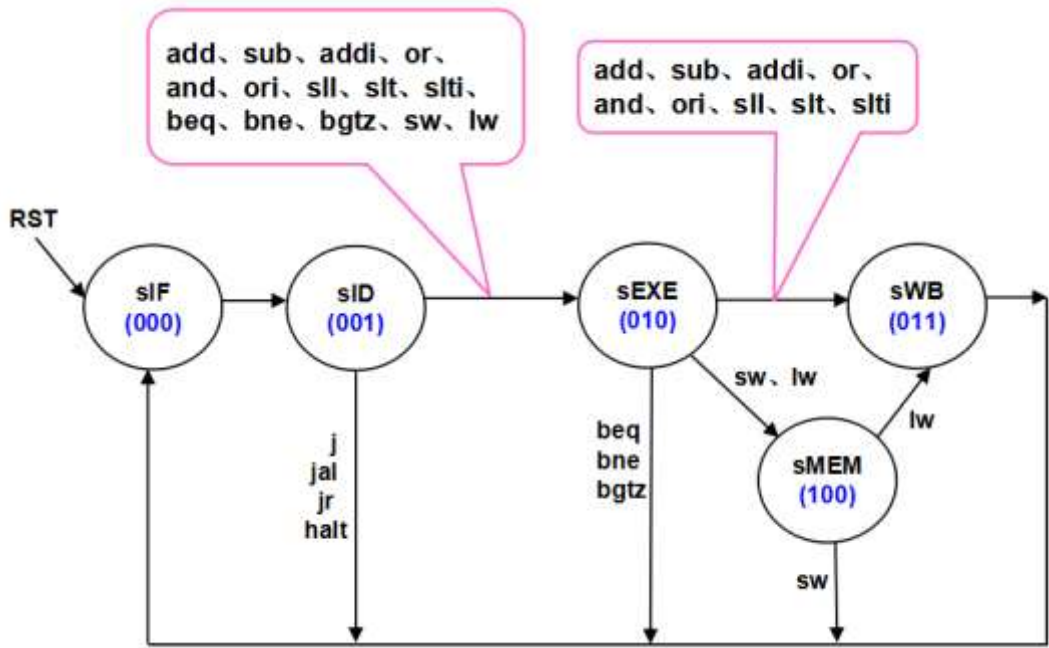 add、sub、addi、or、
and、ori、sll、slt、slti、
beq、bne、bgtz、sw、lw
add、sub、addi、or、
and、ori、sll、slt、slti
RST
sIF
(000)
sID
(001)
sEXE
(010)
sWB
(011)
sw、lw
lw
j
jal
jr
halt
beq
bne
bgtz
sMEM
(100)
sw